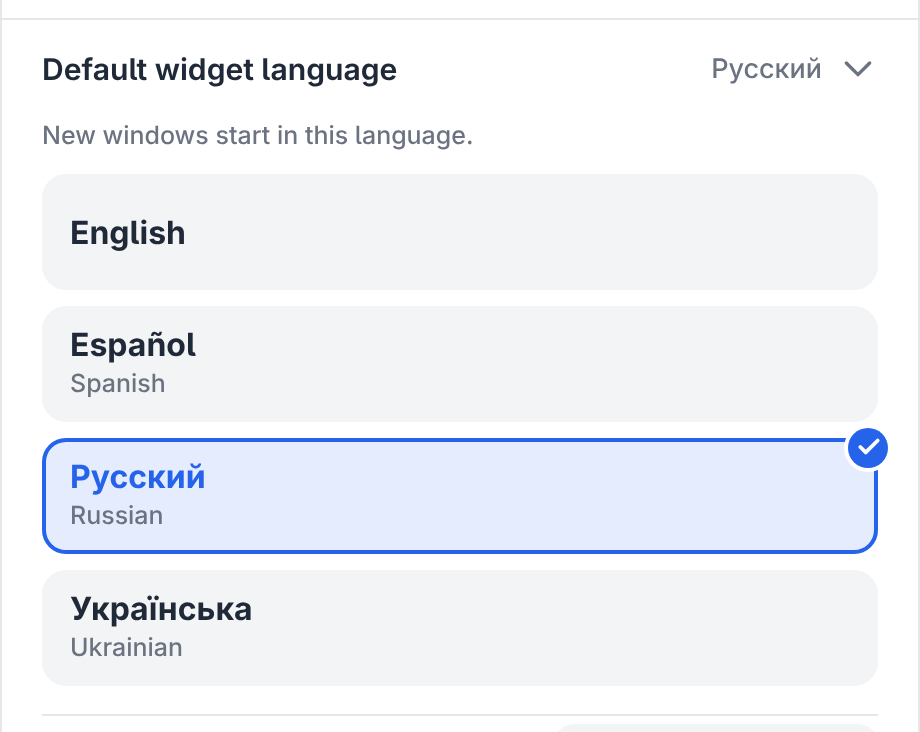 Default widget language
Русский
New windows start in this language.
English
Español
Spanish
Русский
Russian
Українська
Ukrainian